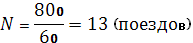 N = 80₀/6₀ = 13 (поездов)